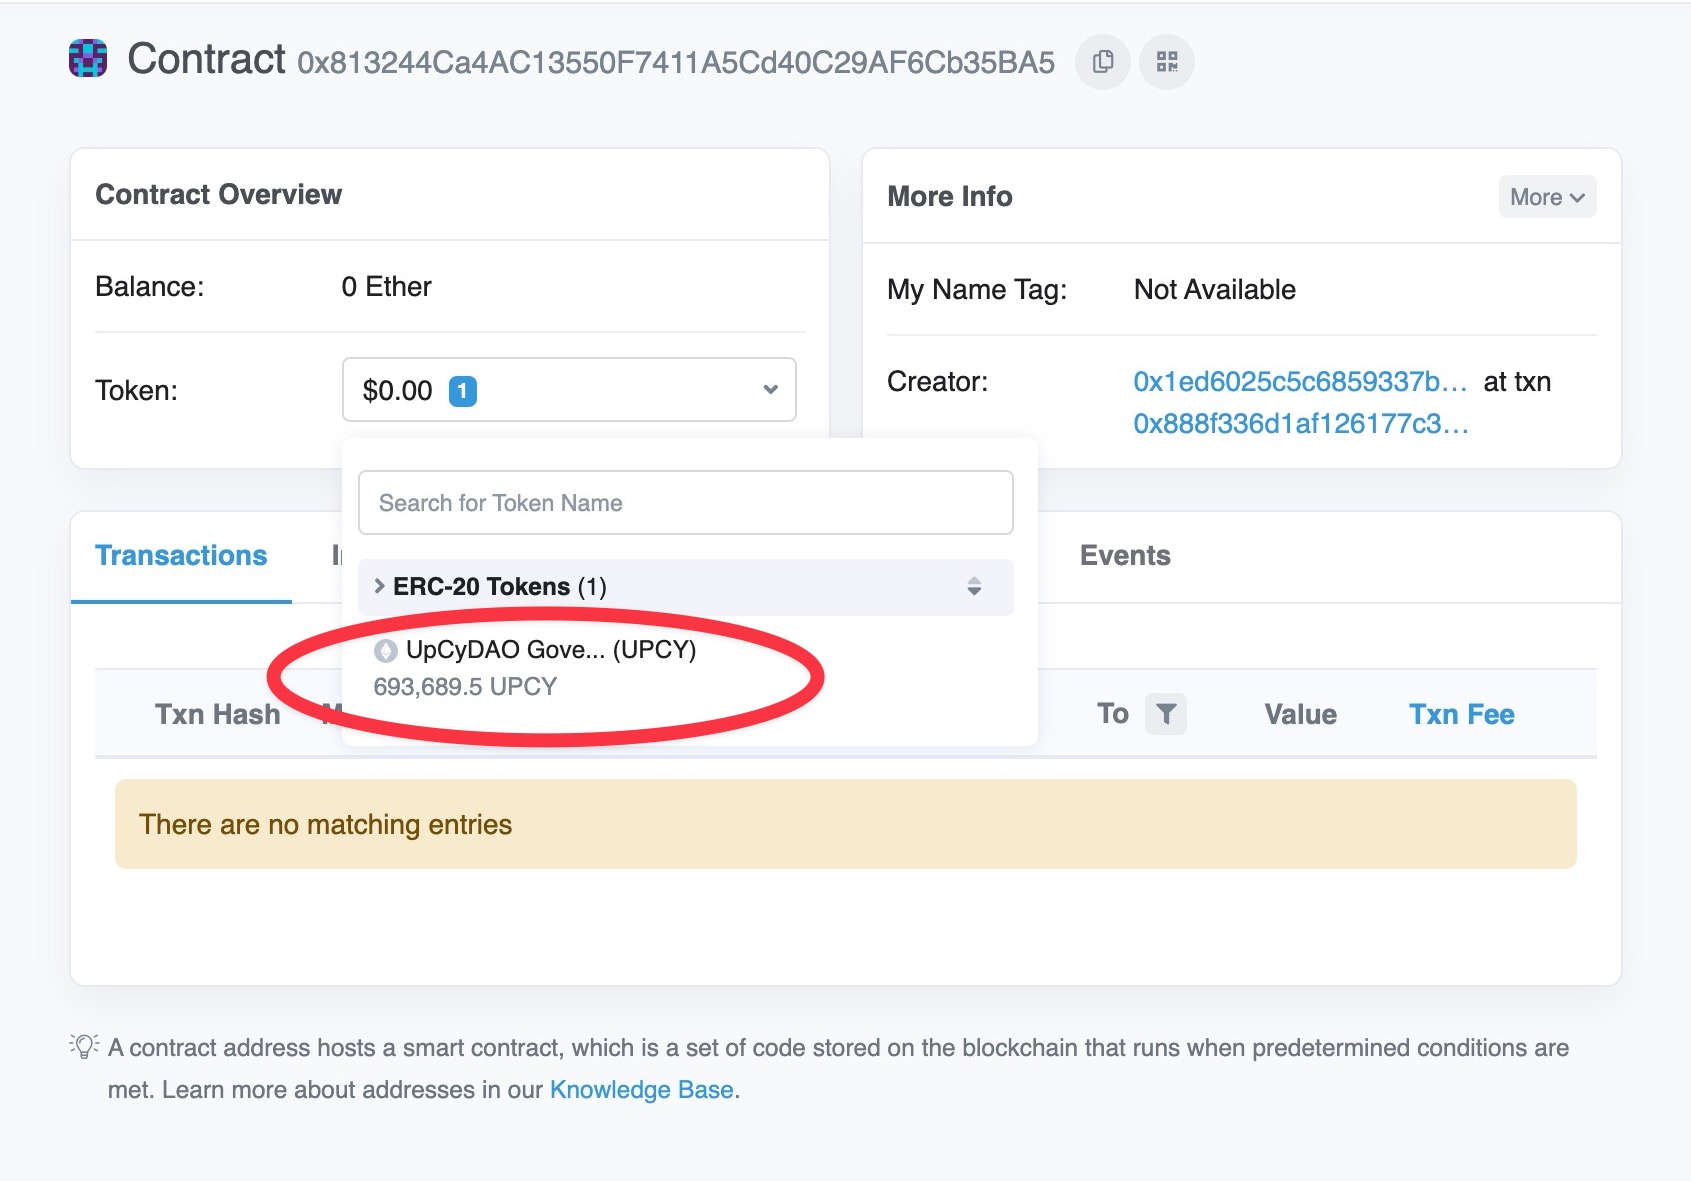 Contract 0x813244Ca4AC13550F7411A5Cd40C29AF6Cb35BA5
Contract Overview
Balance: 0 Ether
Token: $0.00 1
More Info
More
My Name Tag: Not Available
Creator: 0x1ed6025c5c6859337b... at txn
0x888f336d1af126177c3...
Search for Token Name
ERC-20 Tokens (1)
UpCyDAO Gove... (UPCY)
693,689.5 UPCY
Transactions
Events
Txn Hash
To
Value
Txn Fee
There are no matching entries
A contract address hosts a smart contract, which is a set of code stored on the blockchain that runs when predetermined conditions are
met. Learn more about addresses in our Knowledge Base.